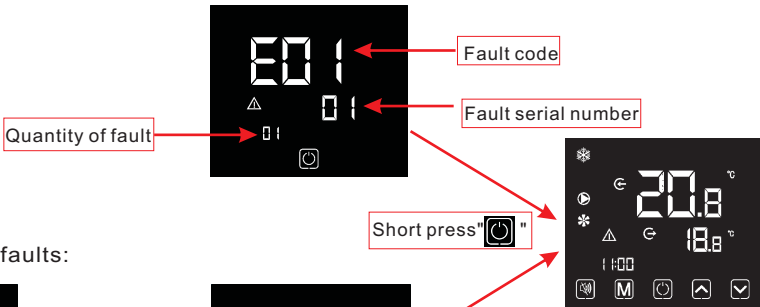 E01
Fault code
01
Fault serial number
Quantity of fault
01
20.8 ℃
Short press" "
18.8 ℃
faults:
11:00
M